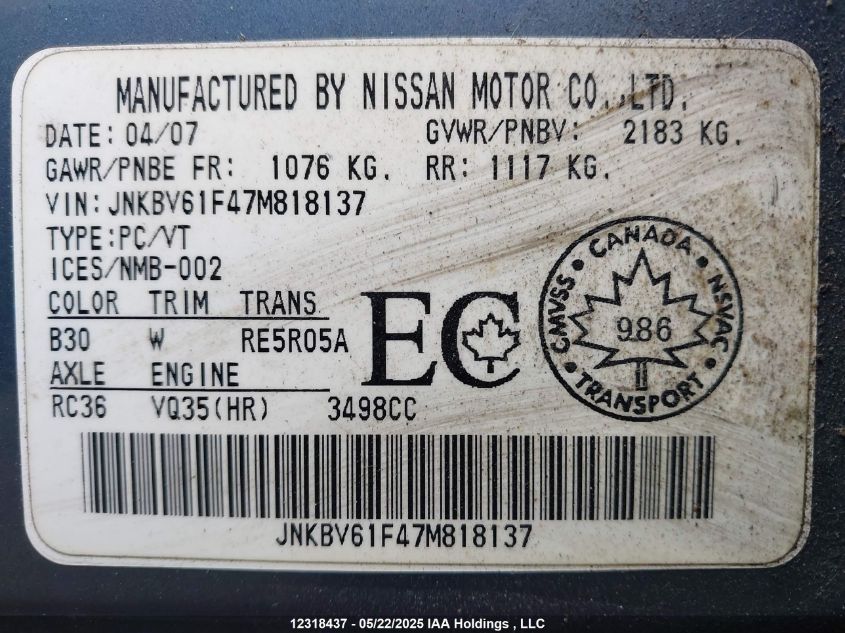 MANUFACTURED BY NISSAN MOTOR CO.,LTD.
DATE: 04/07 GVWR/PNBV: 2183 KG.
GAWR/PNBE FR: 1076 KG. RR: 1117 KG.
VIN: JNKBV61F47M818137
TYPE:PC/VT
ICES/NMB-002
COLOR TRIM TRANS
B30 W RE5R05A
AXLE ENGINE
RC36 VQ35(HR) 3498CC
EC
CANADA
CMVSS
NSVAC
986
TRANSPORT
JNKBV61F47M818137
12318437 - 05/22/2025 IAA Holdings , LLC